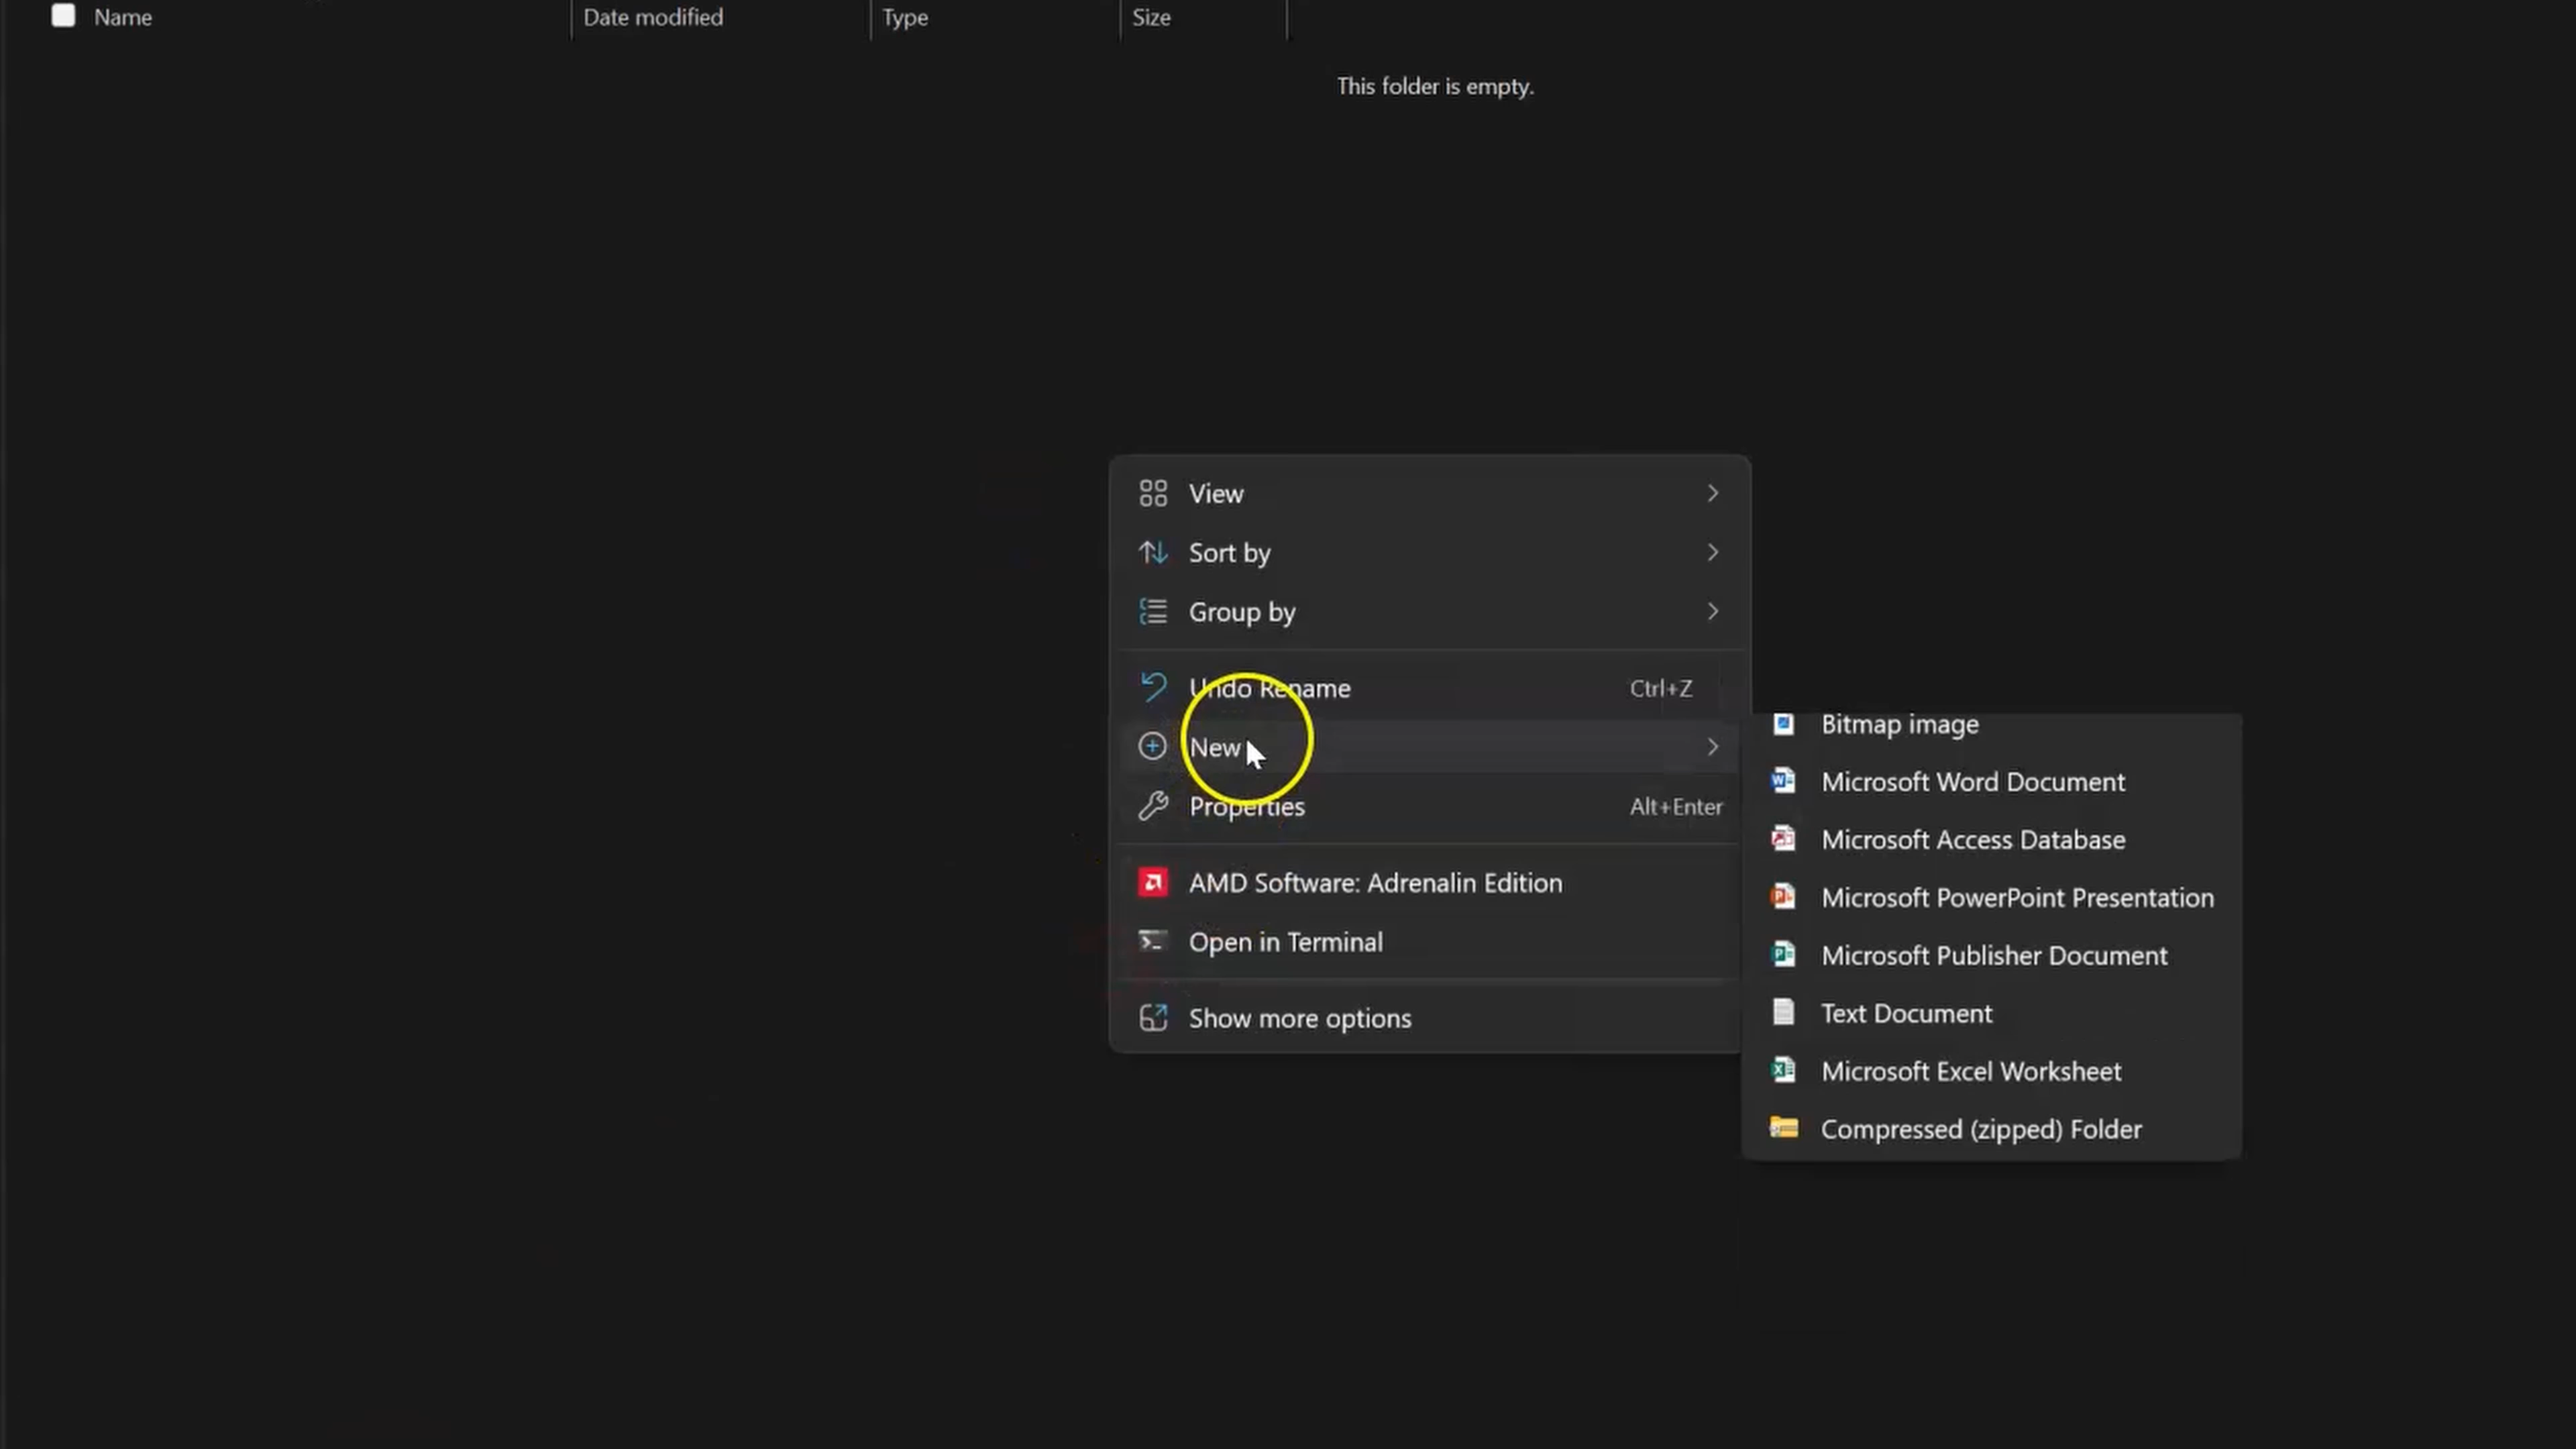 Name Date modified Type Size
This folder is empty.
View
Sort by
Group by
Undo Rename Ctrl+Z
New
Properties Alt+Enter
AMD Software: Adrenalin Edition
Open in Terminal
Show more options
Bitmap image
Microsoft Word Document
Microsoft Access Database
Microsoft PowerPoint Presentation
Microsoft Publisher Document
Text Document
Microsoft Excel Worksheet
Compressed (zipped) Folder